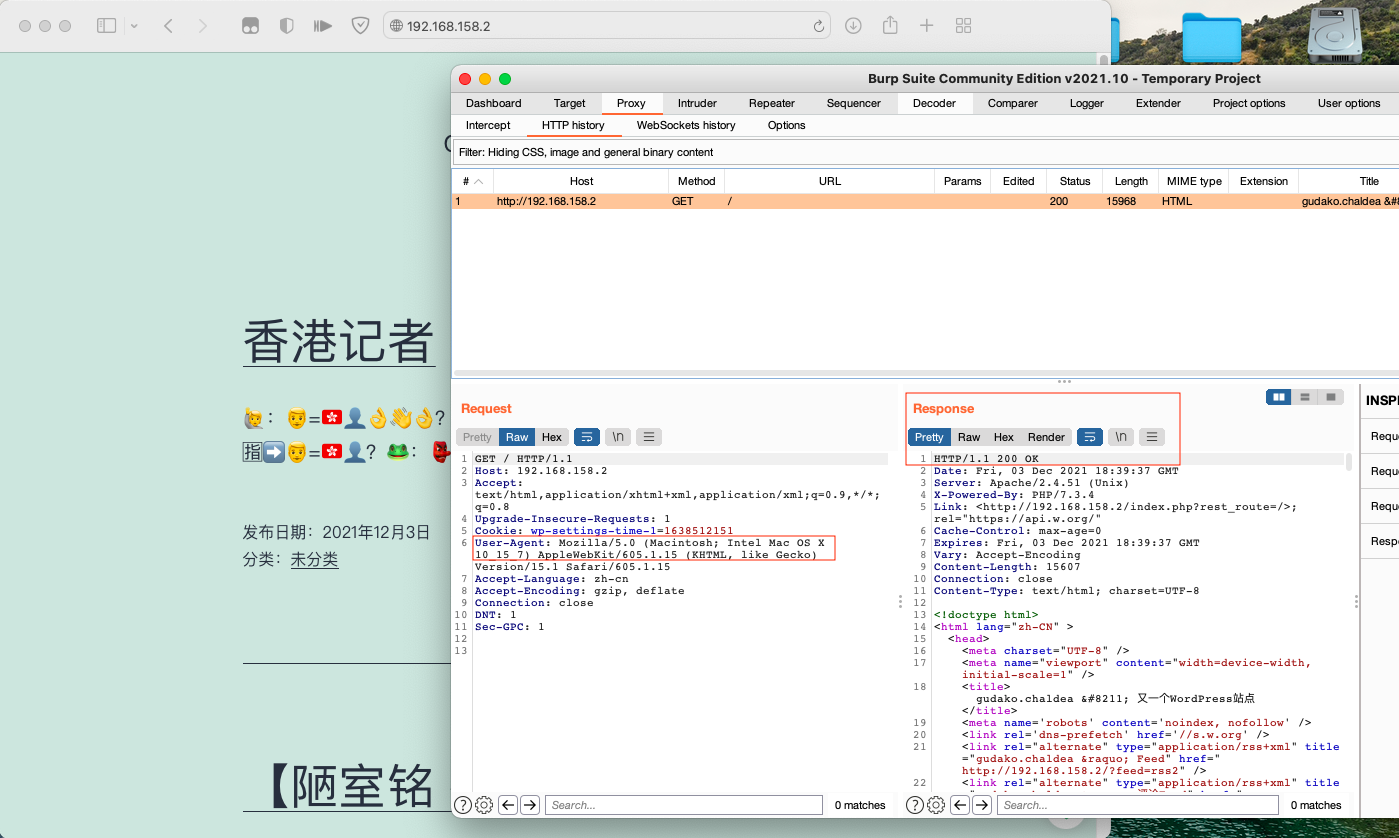 192.168.158.2
香港记者
🙋: 👨=🇭🇰👤👌👋👌?
指➡️👨=🇭🇰👤? 🐸: 👺
发布日期：2021年12月3日
分类：未分类
【陋室铭
Burp Suite Community Edition v2021.10 - Temporary Project
Dashboard Target Proxy Intruder Repeater Sequencer Decoder Comparer Logger Extender Project options User options
Intercept HTTP history WebSockets history Options
Filter: Hiding CSS, image and general binary content
# Host Method URL Params Edited Status Length MIME type Extension Title
1 http://192.168.158.2 GET / 200 15968 HTML gudako.chaldea &#8
Request
Pretty Raw Hex \n
1 GET / HTTP/1.1
2 Host: 192.168.158.2
3 Accept:
text/html,application/xhtml+xml,application/xml;q=0.9,*/*;
q=0.8
4 Upgrade-Insecure-Requests: 1
5 Cookie: wp-settings-time-1=1638512151
6 User-Agent: Mozilla/5.0 (Macintosh; Intel Mac OS X
10_15_7) AppleWebKit/605.1.15 (KHTML, like Gecko)
Version/15.1 Safari/605.1.15
7 Accept-Language: zh-cn
8 Accept-Encoding: gzip, deflate
9 Connection: close
10 DNT: 1
11 Sec-GPC: 1
12
13
Search... 0 matches
Response
Pretty Raw Hex Render \n
1 HTTP/1.1 200 OK
2 Date: Fri, 03 Dec 2021 18:39:37 GMT
3 Server: Apache/2.4.51 (Unix)
4 X-Powered-By: PHP/7.3.4
5 Link: <http://192.168.158.2/index.php?rest_route=/>;
rel="https://api.w.org/"
6 Cache-Control: max-age=0
7 Expires: Fri, 03 Dec 2021 18:39:37 GMT
8 Vary: Accept-Encoding
9 Content-Length: 15607
10 Connection: close
11 Content-Type: text/html; charset=UTF-8
12
13 <!doctype html>
14 <html lang="zh-CN" >
15 <head>
16 <meta charset="UTF-8" />
17 <meta name="viewport" content="width=device-width,
initial-scale=1" />
18 <title>
gudako.chaldea &#8211; 又一个WordPress站点
</title>
19 <meta name='robots' content='noindex, nofollow' />
20 <link rel='dns-prefetch' href='//s.w.org' />
21 <link rel="alternate" type="application/rss+xml" title
="gudako.chaldea &raquo; Feed" href="
http://192.168.158.2/?feed=rss2" />
22 <link rel="alternate" type="application/rss+xml" title
Search... 0 matches
INSP
Requ
Requ
Requ
Resp